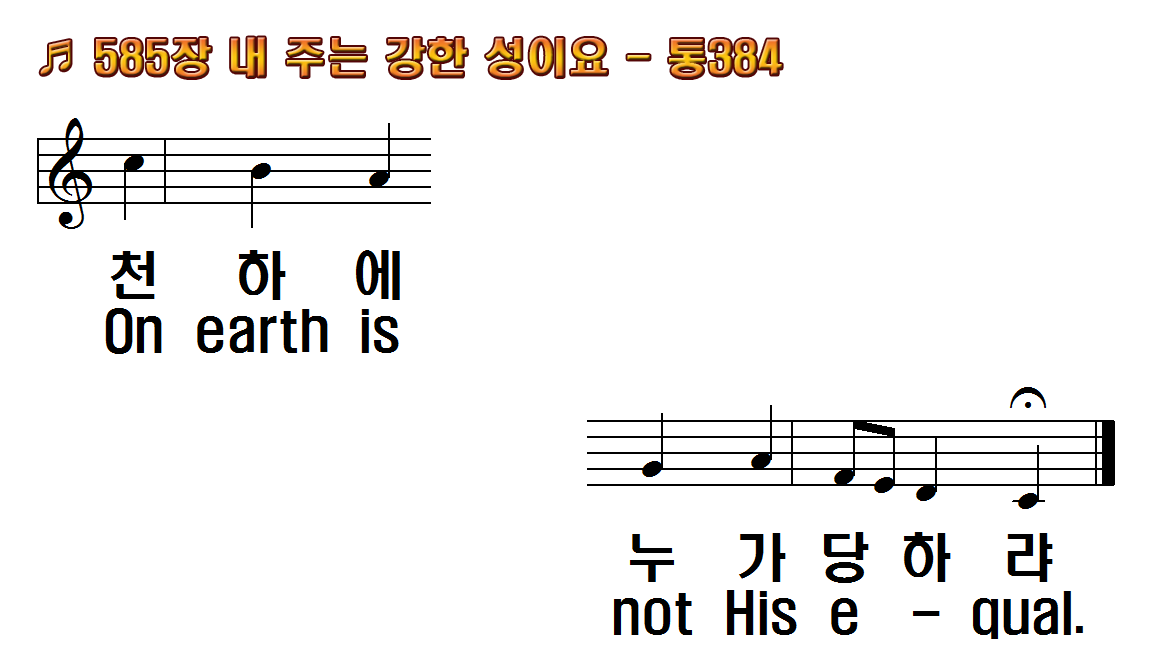 ♬ 585장 내 주는 강한 성이요 - 통384
천 하 에
On earth is
누 가 당 하 랴
not His e - qual.